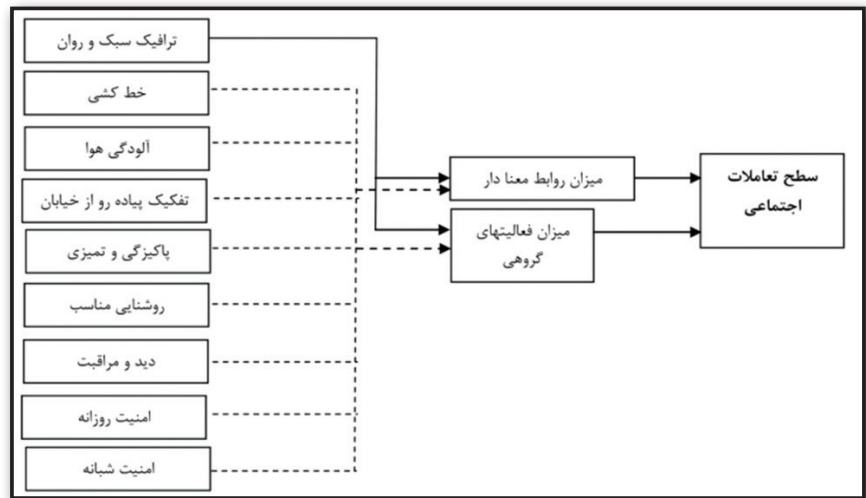 ترافیک سبک و روان
خط کشی
آلودگی هوا
تفکیک پیاده رو از خیابان
پاکیزگی و تمیزی
روشنایی مناسب
دید و مراقبت
امنیت روزانه
امنیت شبانه
میزان روابط معنا دار
میزان فعالیتهای
گروهی
سطح تعاملات
اجتماعی